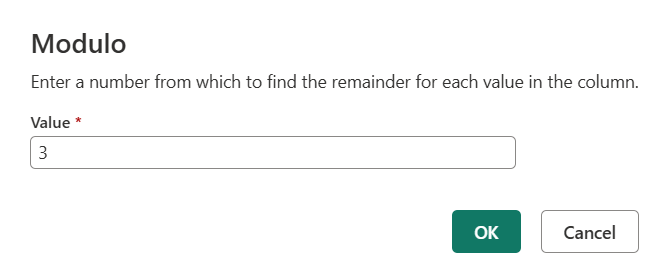 Modulo
Enter a number from which to find the remainder for each value in the column.
Value *
3
OK Cancel